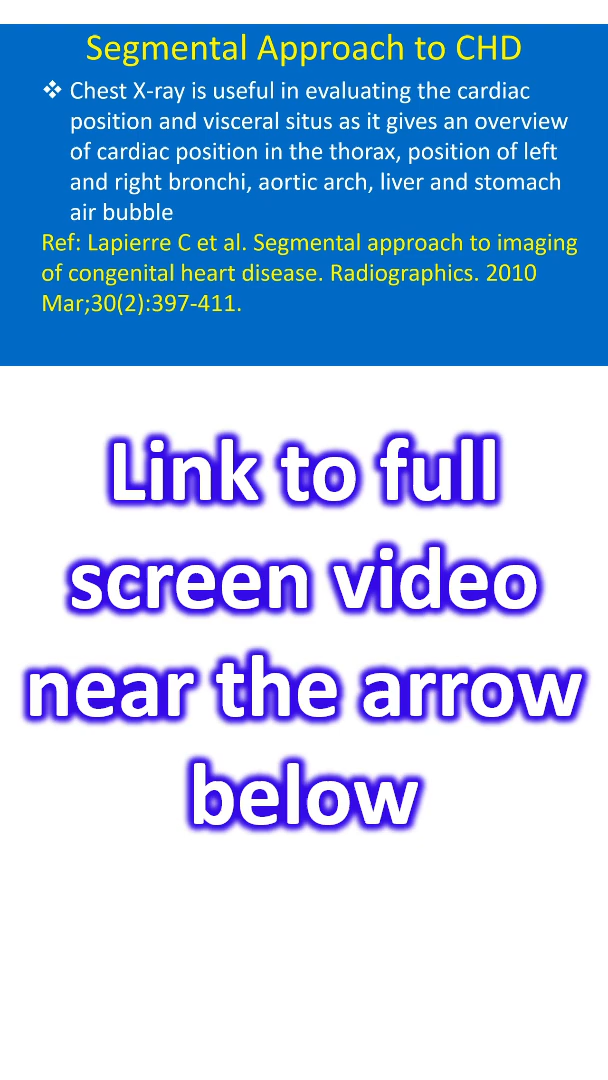 Segmental Approach to CHD
❖ Chest X-ray is useful in evaluating the cardiac
position and visceral situs as it gives an overview
of cardiac position in the thorax, position of left
and right bronchi, aortic arch, liver and stomach
air bubble
Ref: Lapierre C et al. Segmental approach to imaging
of congenital heart disease. Radiographics. 2010
Mar;30(2):397-411.
Link to full
screen video
near the arrow
below